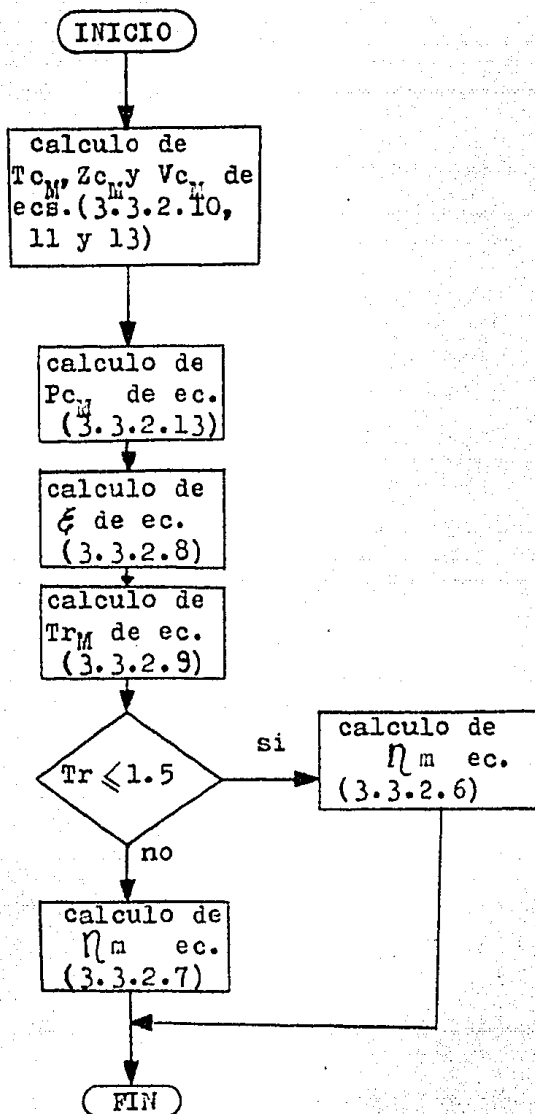 INICIO
calculo de
Tc_M, Zc_M y Vc_M de
ecs.(3.3.2.10,
11 y 13)
calculo de
Pc_M de ec.
(3.3.2.13)
calculo de
ξ de ec.
(3.3.2.8)
calculo de
Tr_M de ec.
(3.3.2.9)
Tr ⩽ 1.5
si
calculo de
η m ec.
(3.3.2.6)
no
calculo de
η m ec.
(3.3.2.7)
FIN